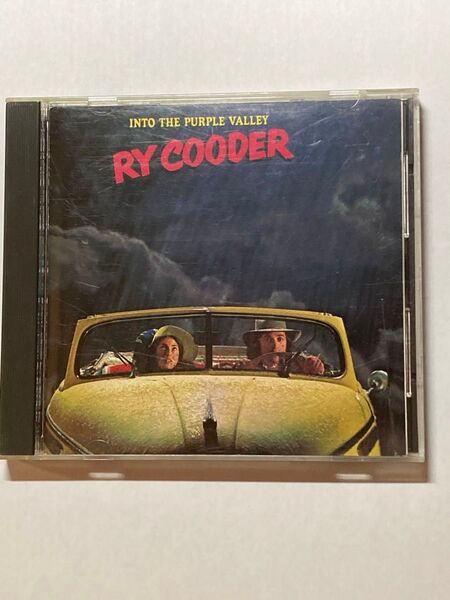 INTO THE PURPLE VALLEY
RY COODER